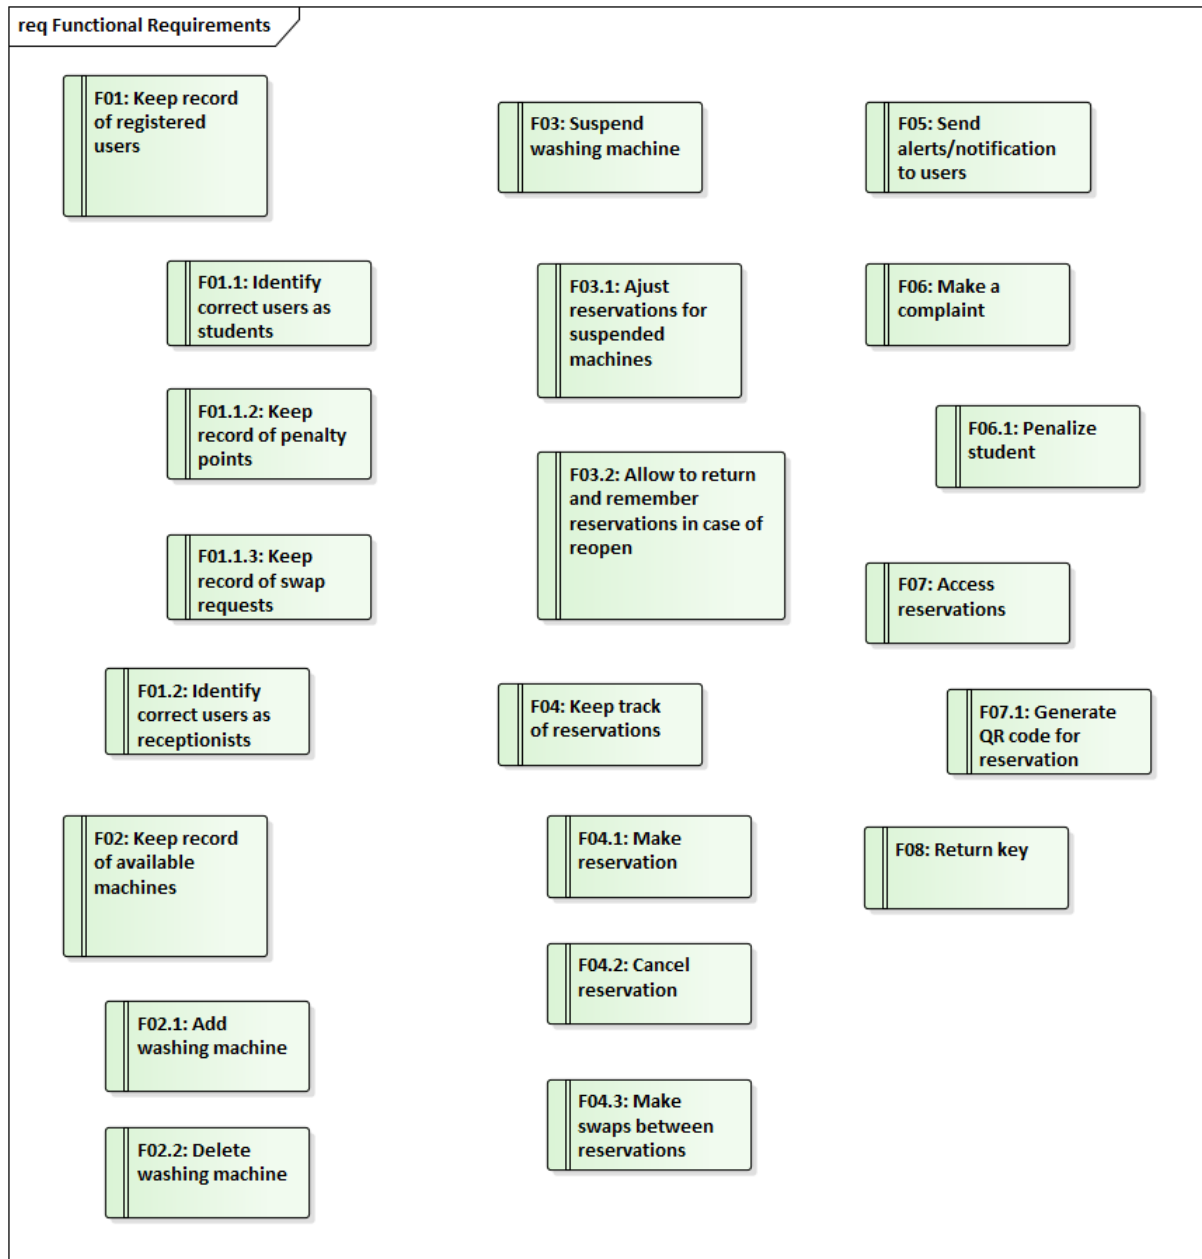 req Functional Requirements
F01: Keep record
of registered
users
F01.1: Identify
correct users as
students
F01.1.2: Keep
record of penalty
points
F01.1.3: Keep
record of swap
requests
F01.2: Identify
correct users as
receptionists
F02: Keep record
of available
machines
F02.1: Add
washing machine
F02.2: Delete
washing machine
F03: Suspend
washing machine
F03.1: Ajust
reservations for
suspended
machines
F03.2: Allow to return
and remember
reservations in case of
reopen
F04: Keep track
of reservations
F04.1: Make
reservation
F04.2: Cancel
reservation
F04.3: Make
swaps between
reservations
F05: Send
alerts/notification
to users
F06: Make a
complaint
F06.1: Penalize
student
F07: Access
reservations
F07.1: Generate
QR code for
reservation
F08: Return key